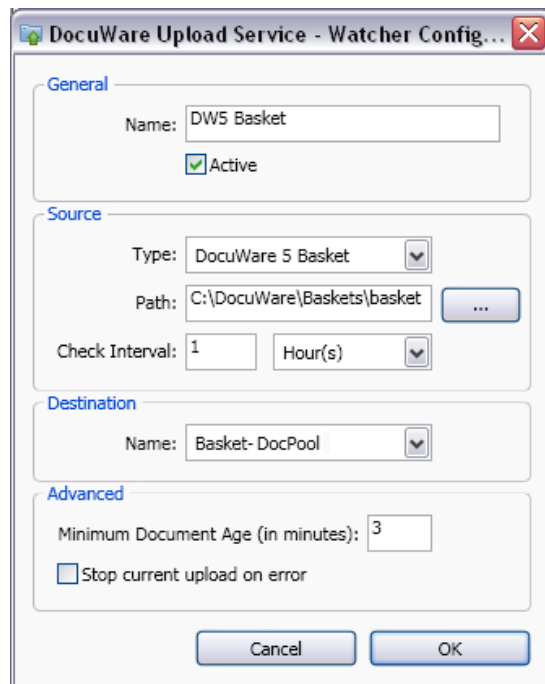 DocuWare Upload Service - Watcher Config...
General
Name: DW5 Basket
Active
Source
Type: DocuWare 5 Basket
Path: C:\DocuWare\Baskets\basket ...
Check Interval: 1 Hour(s)
Destination
Name: Basket- DocPool
Advanced
Minimum Document Age (in minutes): 3
Stop current upload on error
Cancel OK